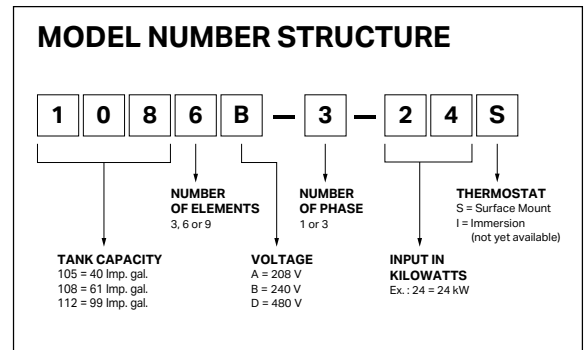 MODEL NUMBER STRUCTURE
1 0 8 6 B – 3 – 2 4 S
NUMBER
OF ELEMENTS
3, 6 or 9
NUMBER
OF PHASE
1 or 3
THERMOSTAT
S = Surface Mount
I = Immersion
(not yet available)
TANK CAPACITY
105 = 40 Imp. gal.
108 = 61 Imp. gal.
112 = 99 Imp. gal.
VOLTAGE
A = 208 V
B = 240 V
D = 480 V
INPUT IN
KILOWATTS
Ex. : 24 = 24 kW